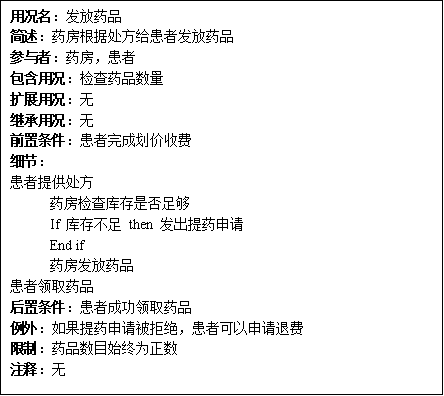 用况名：发放药品
简述：药房根据处方给患者发放药品
参与者：药房，患者
包含用况：检查药品数量
扩展用况：无
继承用况：无
前置条件：患者完成划价收费
细节：
患者提供处方
药房检查库存是否足够
If 库存不足 then 发出提药申请
End if
药房发放药品
患者领取药品
后置条件：患者成功领取药品
例外：如果提药申请被拒绝，患者可以申请退费
限制：药品数目始终为正数
注释：无